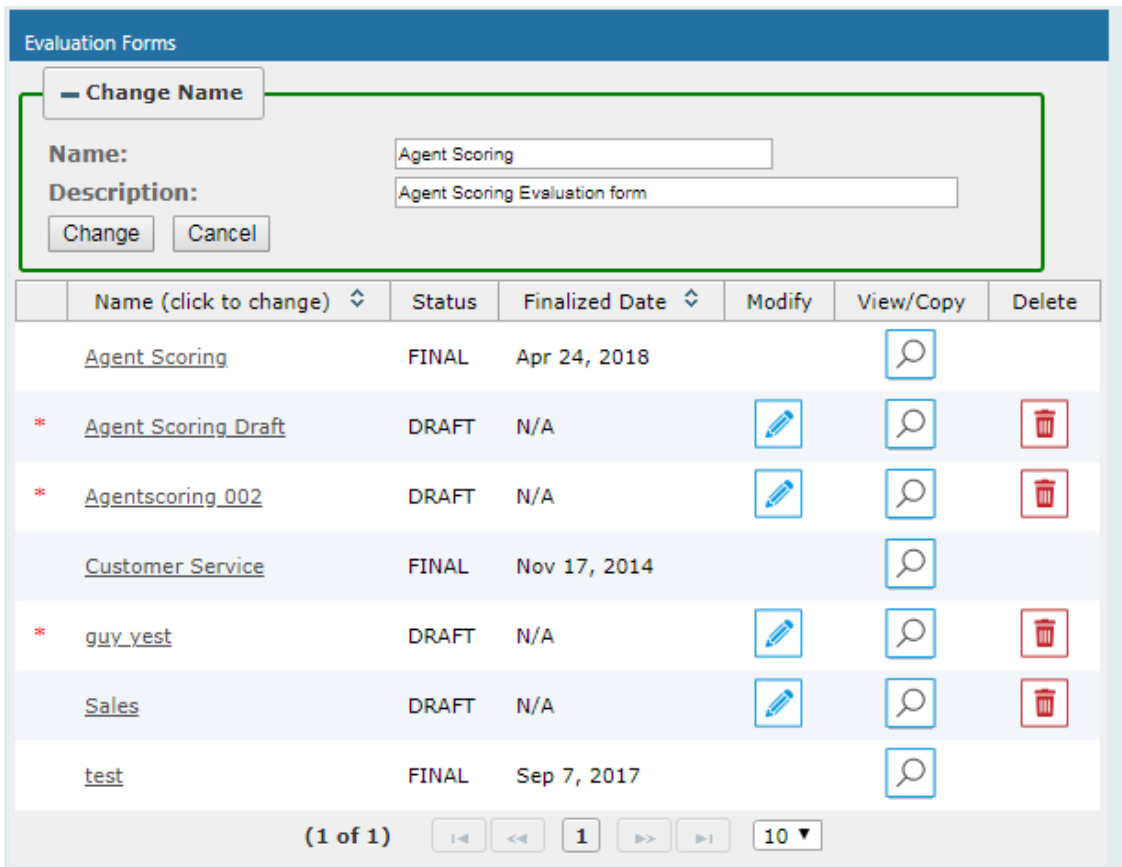 Evaluation Forms
Change Name
Name: Agent Scoring
Description: Agent Scoring Evaluation form
Change Cancel
Name (click to change) Status Finalized Date Modify View/Copy Delete
Agent Scoring FINAL Apr 24, 2018
* Agent Scoring Draft DRAFT N/A
* Agentscoring 002 DRAFT N/A
Customer Service FINAL Nov 17, 2014
* guy yest DRAFT N/A
Sales DRAFT N/A
test FINAL Sep 7, 2017
(1 of 1) 1 10